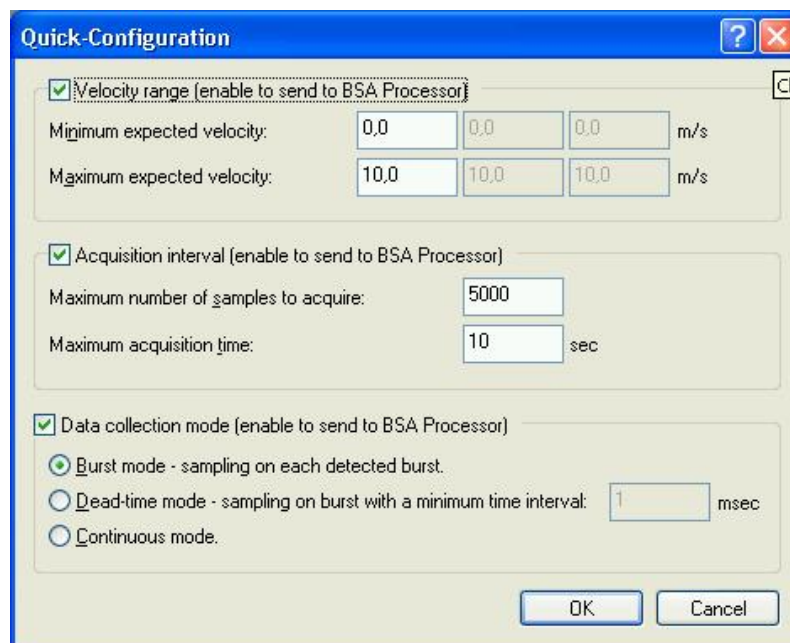 Quick-Configuration
Velocity range (enable to send to BSA Processor)
Minimum expected velocity: 0,0 0,0 0,0 m/s
Maximum expected velocity: 10,0 10,0 10,0 m/s
Acquisition interval (enable to send to BSA Processor)
Maximum number of samples to acquire: 5000
Maximum acquisition time: 10 sec
Data collection mode (enable to send to BSA Processor)
Burst mode - sampling on each detected burst.
Dead-time mode - sampling on burst with a minimum time interval: 1 msec
Continuous mode.
OK Cancel